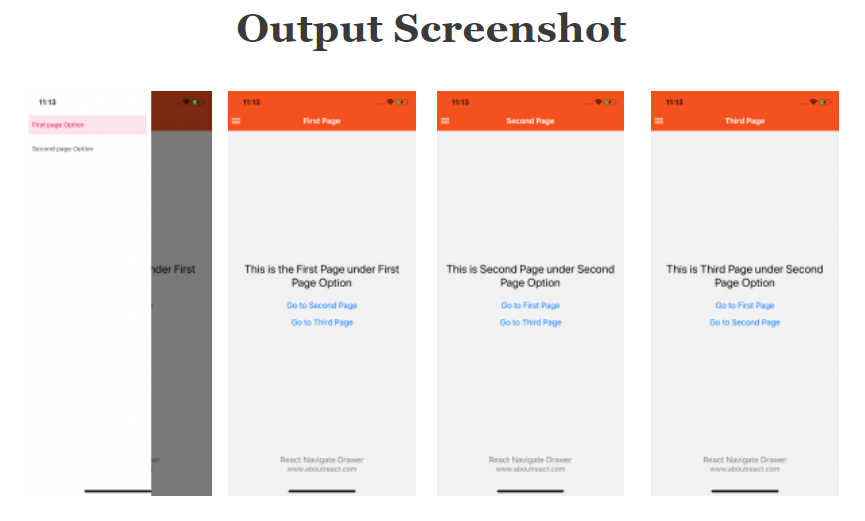 Output Screenshot
11:13
First page Option
Second page Option
nder First
er
11:13
First Page
This is the First Page under First
Page Option
Go to Second Page
Go to Third Page
React Navigate Drawer
www.aboutreact.com
11:13
Second Page
This is Second Page under Second
Page Option
Go to First Page
Go to Third Page
React Navigate Drawer
www.aboutreact.com
11:13
Third Page
This is Third Page under Second
Page Option
Go to First Page
Go to Second Page
React Navigate Drawer
www.aboutreact.com